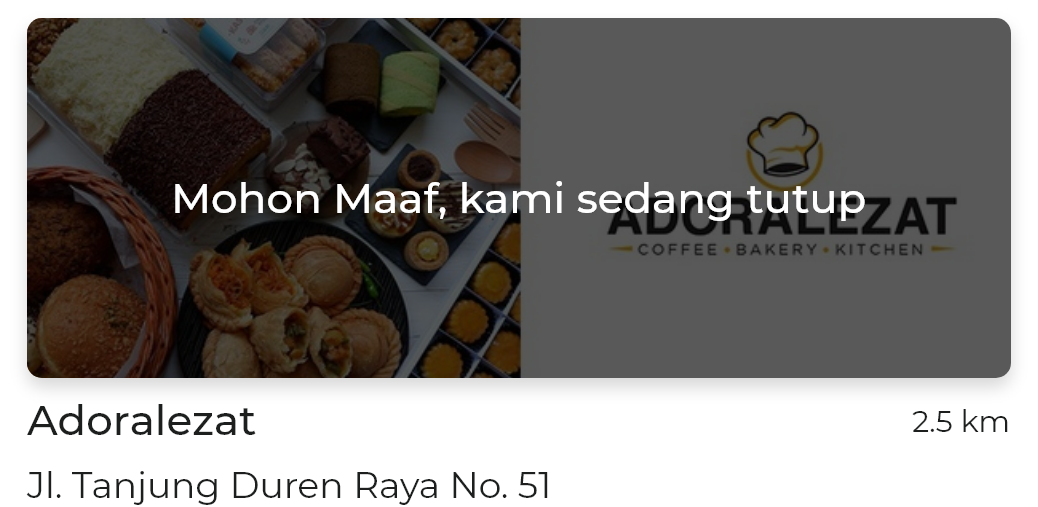 Mohon Maaf, kami sedang tutup
ADORALEZAT
COFFEE • BAKERY • KITCHEN
Adoralezat
2.5 km
Jl. Tanjung Duren Raya No. 51